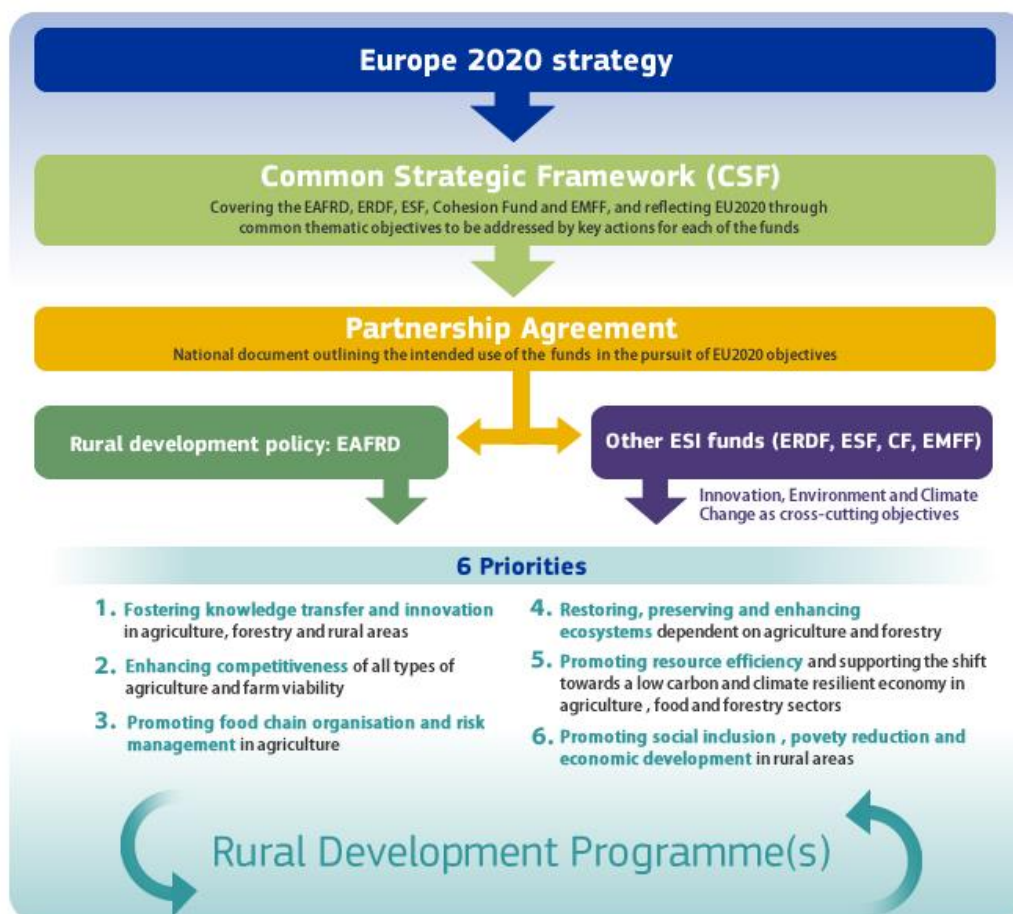 Europe 2020 strategy
Common Strategic Framework (CSF)
Covering the EAFRD, ERDF, ESF, Cohesion Fund and EMFF, and reflecting EU2020 through
common thematic objectives to be addressed by key actions for each of the funds
Partnership Agreement
National document outlining the intended use of the funds in the pursuit of EU2020 objectives
Rural development policy: EAFRD
Other ESI funds (ERDF, ESF, CF, EMFF)
Innovation, Environment and Climate
Change as cross-cutting objectives
6 Priorities
1. Fostering knowledge transfer and innovation
in agriculture, forestry and rural areas
2. Enhancing competitiveness of all types of
agriculture and farm viability
3. Promoting food chain organisation and risk
management in agriculture
4. Restoring, preserving and enhancing
ecosystems dependent on agriculture and forestry
5. Promoting resource efficiency and supporting the shift
towards a low carbon and climate resilient economy in
agriculture , food and forestry sectors
6. Promoting social inclusion , povety reduction and
economic development in rural areas
Rural Development Programme(s)